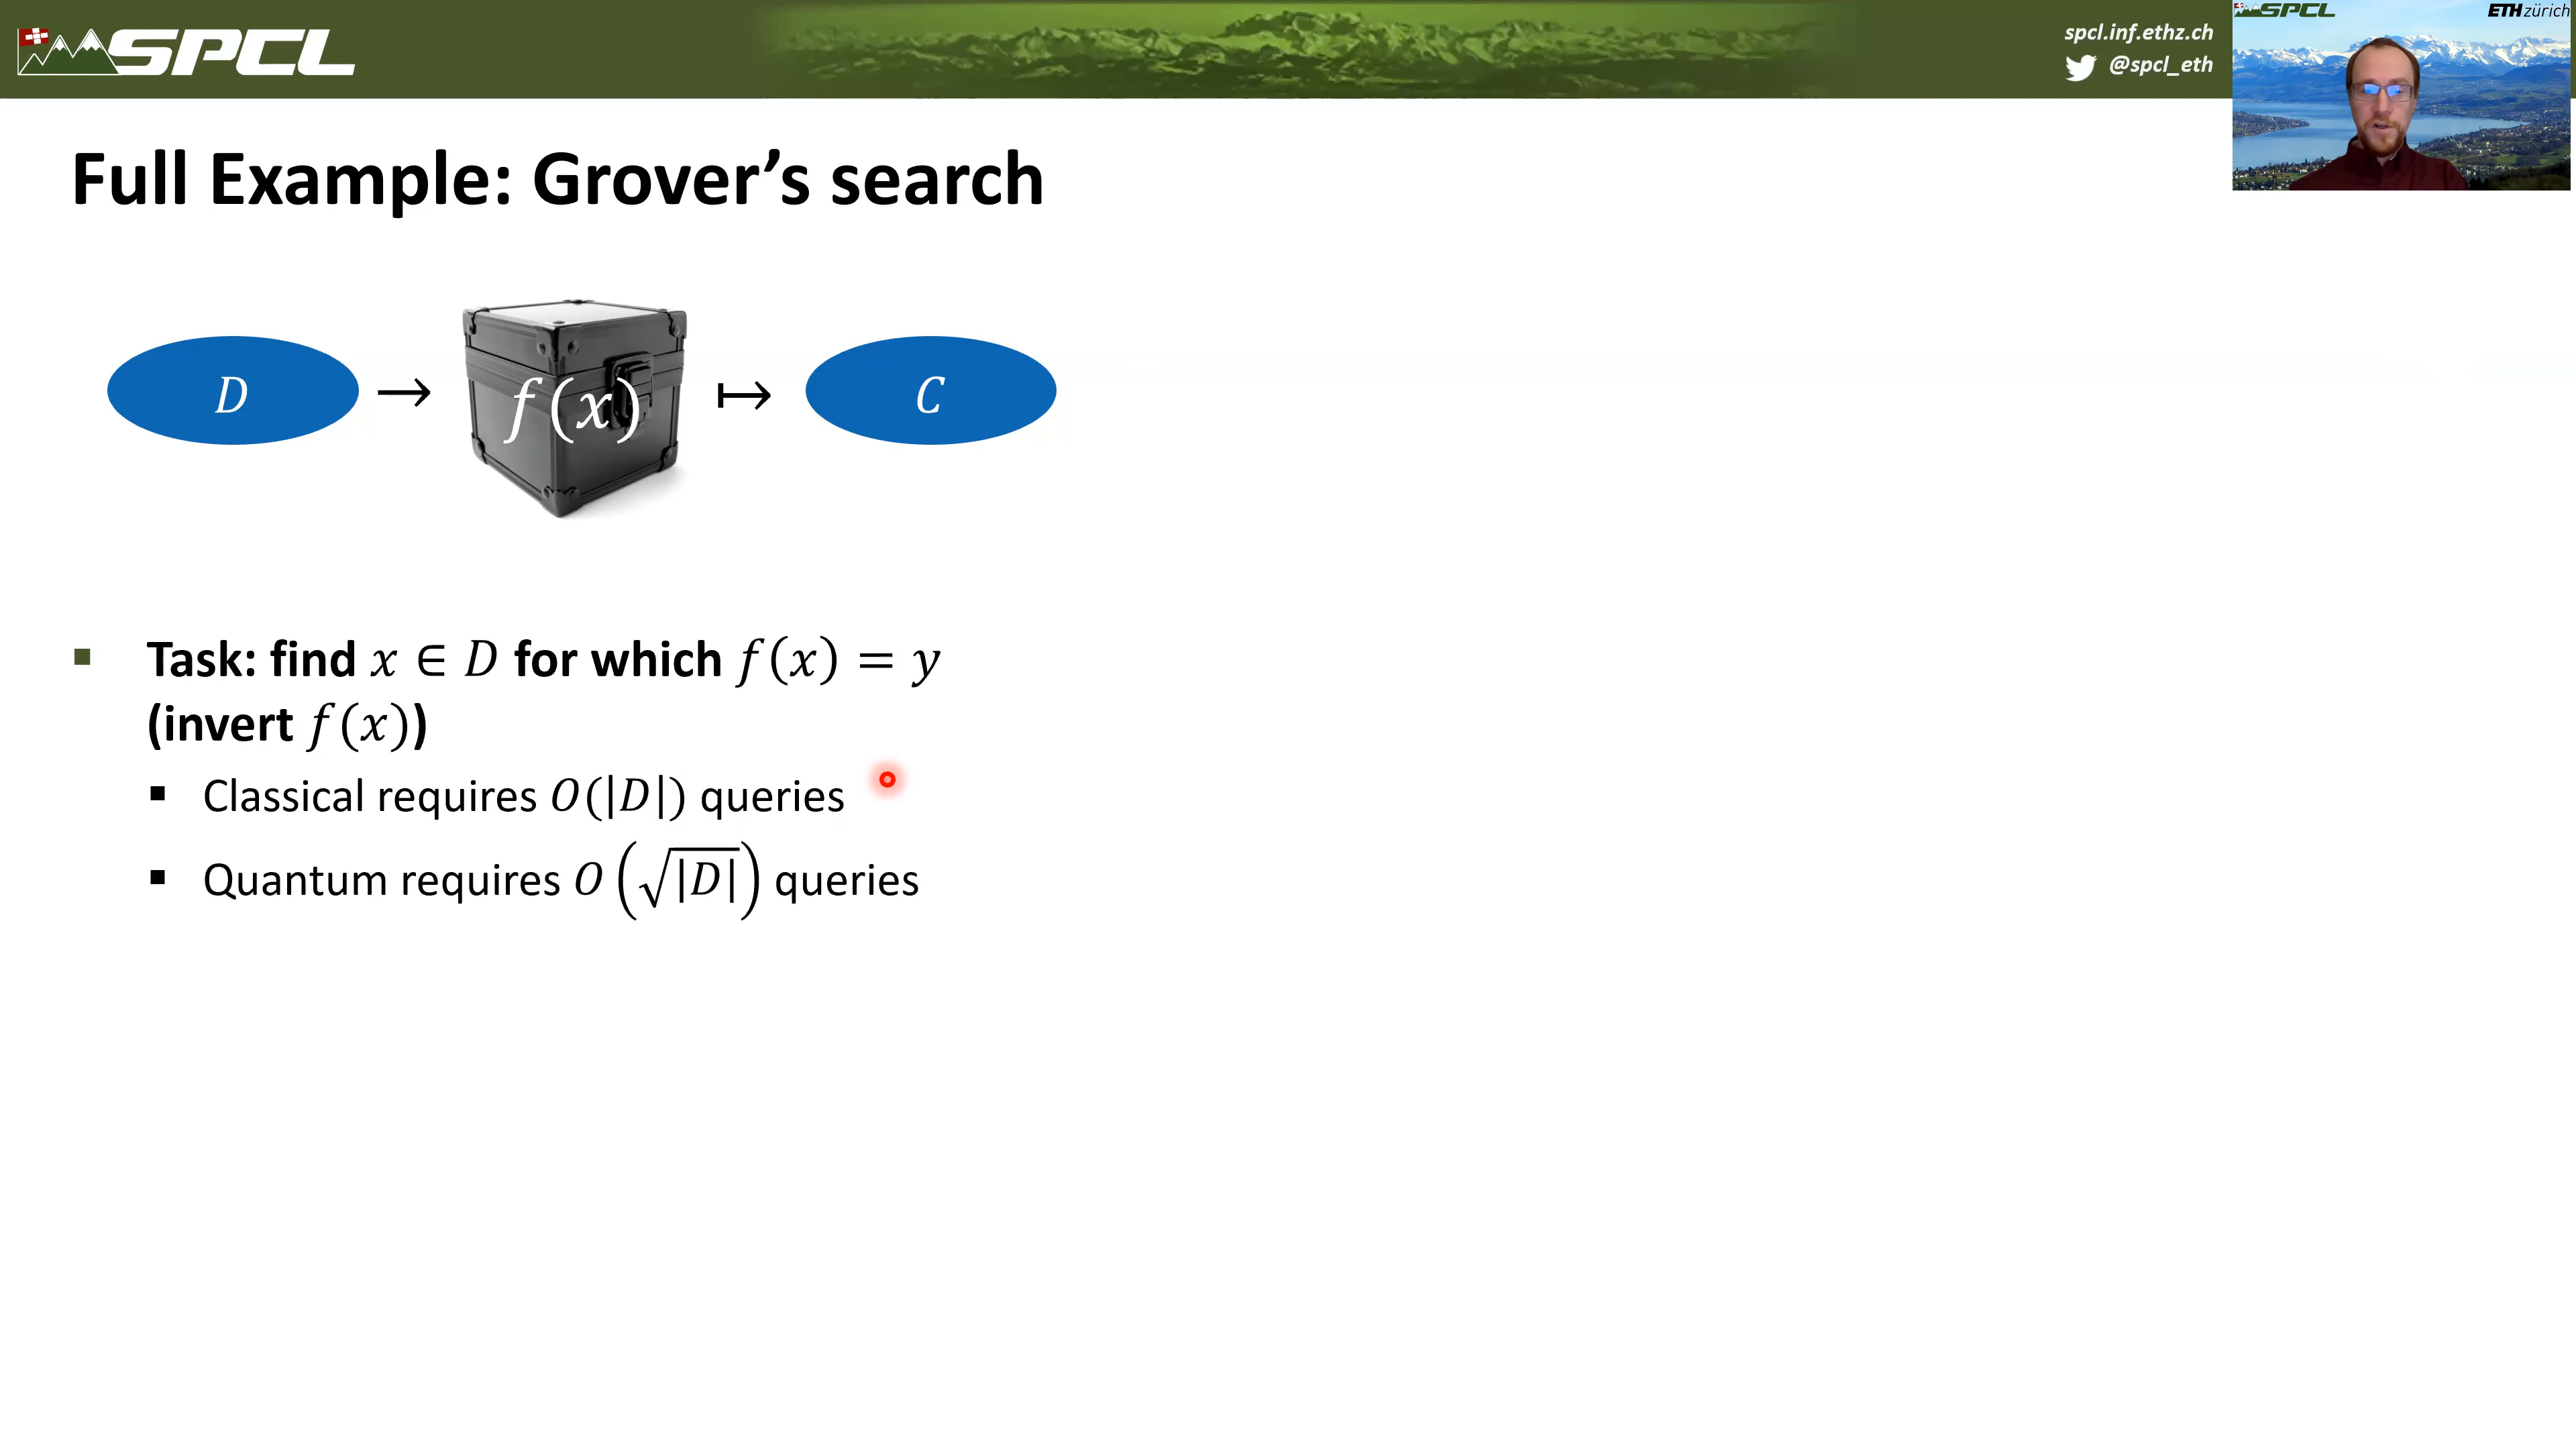 SPCL
spcl.inf.ethz.ch
@spcl_eth
SPCL ETH zürich
Full Example: Grover’s search
D → f(x) ↦ C
▪ Task: find x ∈ D for which f(x) = y
(invert f(x))
▪ Classical requires O(|D|) queries
▪ Quantum requires O(√|D|) queries